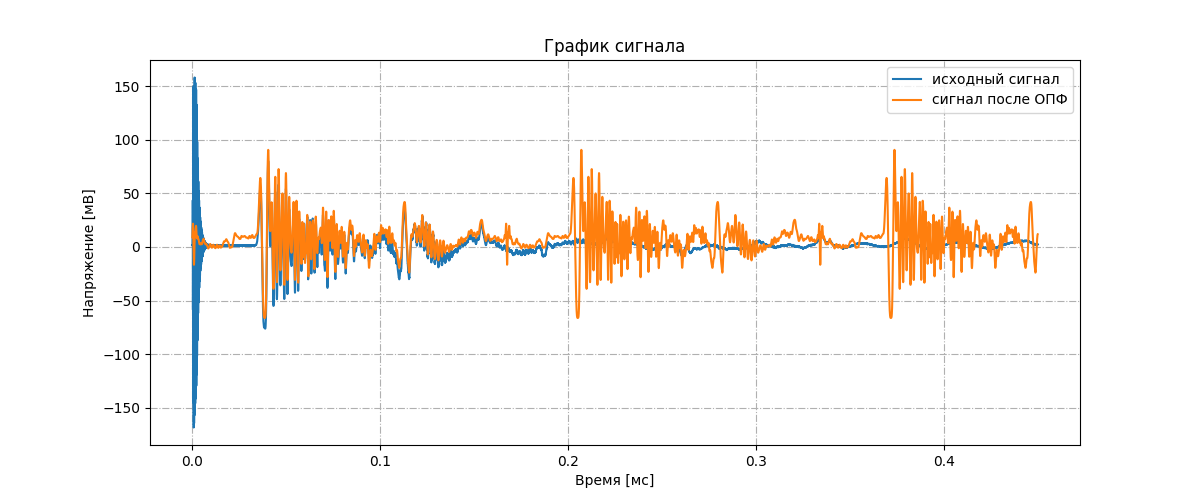 График сигнала
исходный сигнал
сигнал после ОПФ
Напряжение [мВ]
150
100
50
0
−50
−100
−150
0.0 0.1 0.2 0.3 0.4
Время [мс]